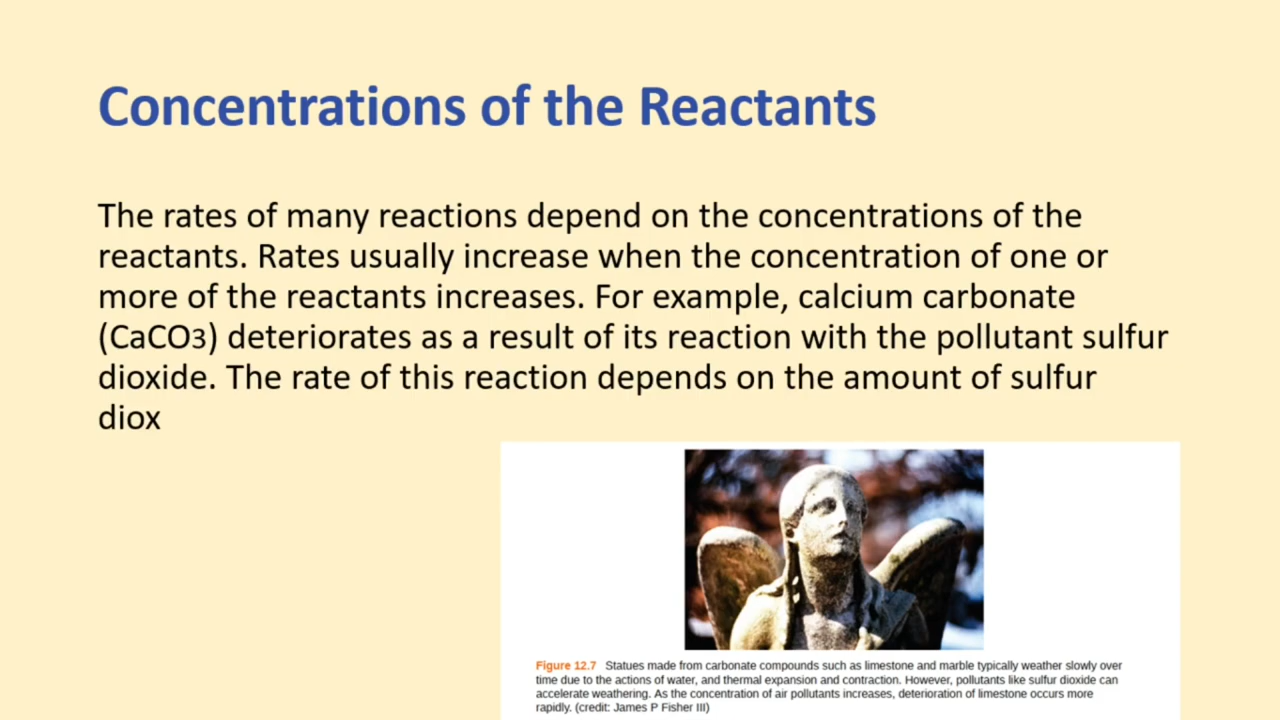 Concentrations of the Reactants
The rates of many reactions depend on the concentrations of the
reactants. Rates usually increase when the concentration of one or
more of the reactants increases. For example, calcium carbonate
(CaCO3) deteriorates as a result of its reaction with the pollutant sulfur
dioxide. The rate of this reaction depends on the amount of sulfur
diox
Figure 12.7 Statues made from carbonate compounds such as limestone and marble typically weather slowly over
time due to the actions of water, and thermal expansion and contraction. However, pollutants like sulfur dioxide can
accelerate weathering. As the concentration of air pollutants increases, deterioration of limestone occurs more
rapidly. (credit: James P Fisher III)